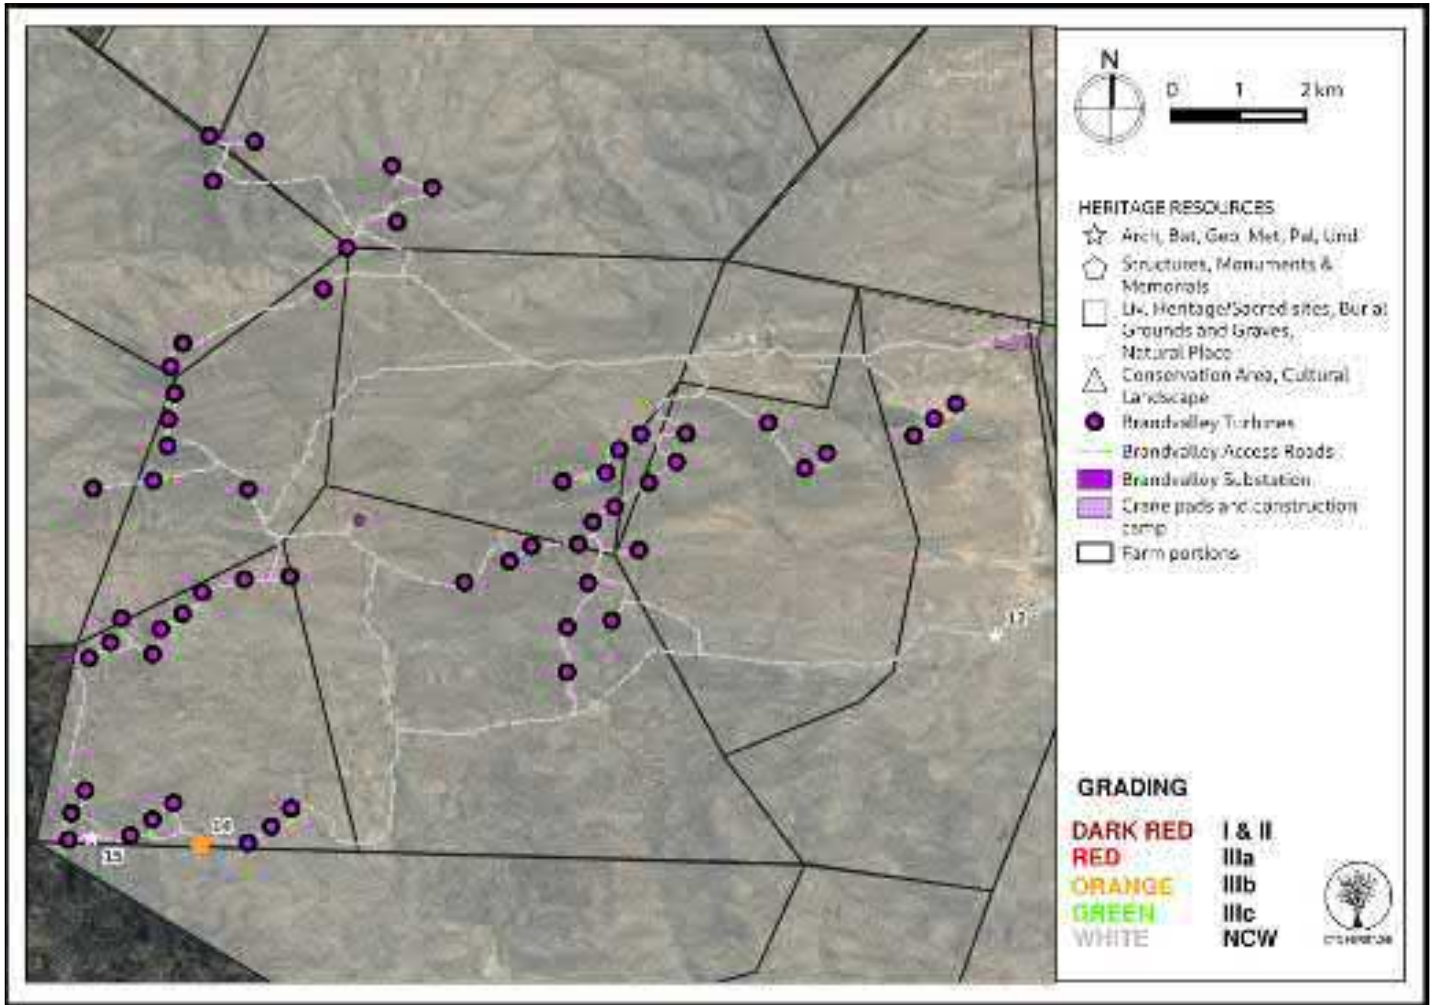 N
0 1 2 km
HERITAGE RESOURCES
Arch, Bat, Geo, Met, Pal, Und
Structures, Monuments &
Memorials
Liv. Heritage/Sacred sites, Burial
Grounds and Graves,
Natural Place
Conservation Area, Cultural
Landscape
Brandvalley Turbines
Brandvalley Access Roads
Brandvalley Substation
Crane pads and construction
camp
Farm portions
15
GRADING
DARK RED I & II
RED IIIa
ORANGE IIIb
GREEN IIIc
WHITE NCW